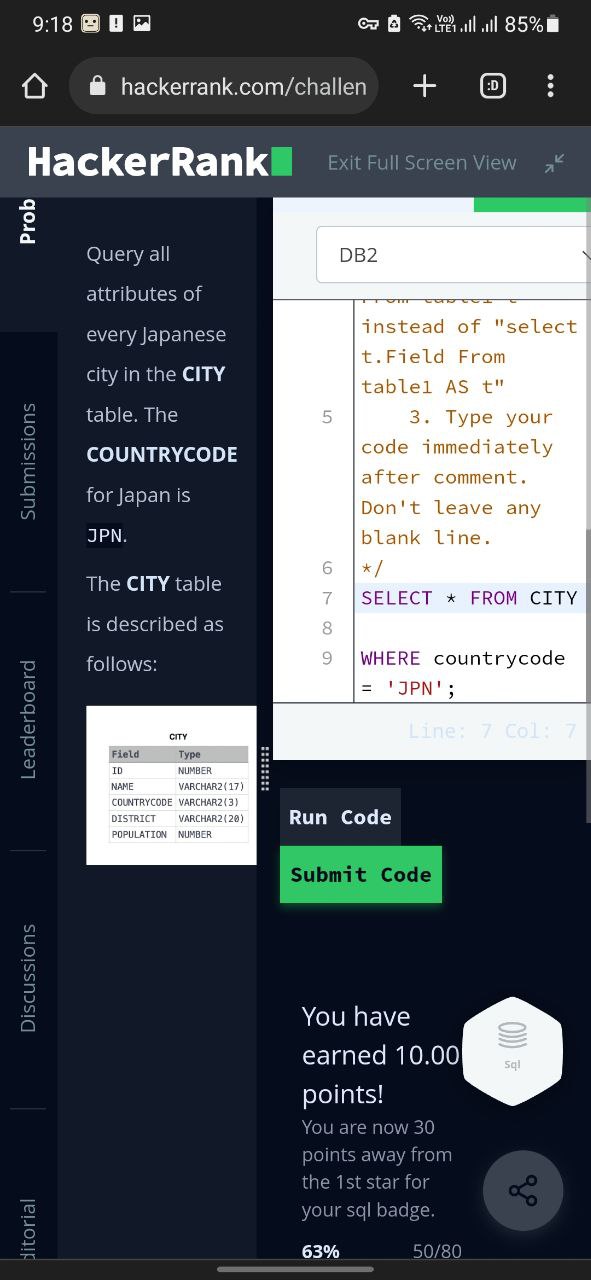 9:18
Vo))
LTE1
85%
hackerrank.com/challen
:D
HackerRank
Exit Full Screen View
Prob
Submissions
Leaderboard
Discussions
ditorial
Query all
attributes of
every Japanese
city in the CITY
table. The
COUNTRYCODE
for Japan is
JPN.
The CITY table
is described as
follows:
CITY
Field Type
ID NUMBER
NAME VARCHAR2(17)
COUNTRYCODE VARCHAR2(3)
DISTRICT VARCHAR2(20)
POPULATION NUMBER
DB2
From table1 t"
instead of "select
t.Field From
table1 AS t"
5 3. Type your
code immediately
after comment.
Don't leave any
blank line.
6 */
7 SELECT * FROM CITY
8
9 WHERE countrycode
= 'JPN';
Line: 7 Col: 7
Run Code
Submit Code
You have
earned 10.00
points!
Sql
You are now 30
points away from
the 1st star for
your sql badge.
63% 50/80